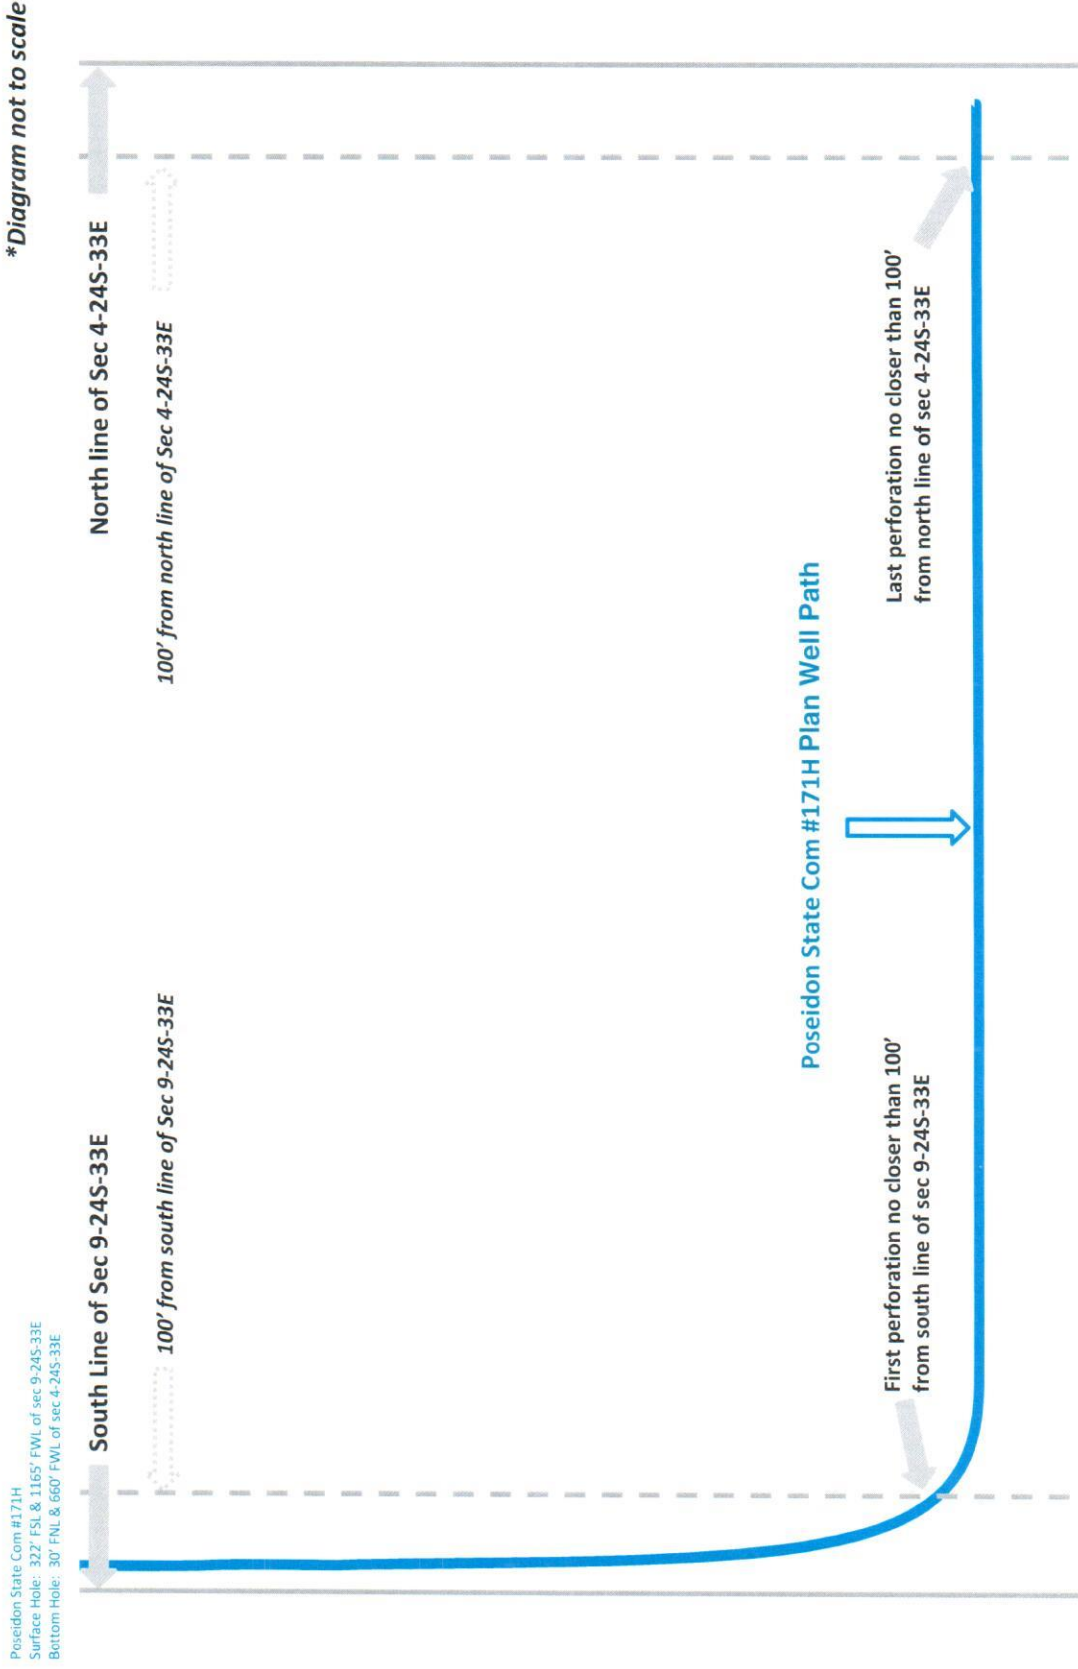 *Diagram not to scale
Poseidon State Com #171H
Surface Hole: 322' FSL & 1165' FWL of sec 9-24S-33E
Bottom Hole: 30' FNL & 660' FWL of sec 4-24S-33E
South Line of Sec 9-24S-33E
North line of Sec 4-24S-33E
100' from south line of Sec 9-24S-33E
100' from north line of Sec 4-24S-33E
Poseidon State Com #171H Plan Well Path
First perforation no closer than 100'
from south line of sec 9-24S-33E
Last perforation no closer than 100'
from north line of sec 4-24S-33E